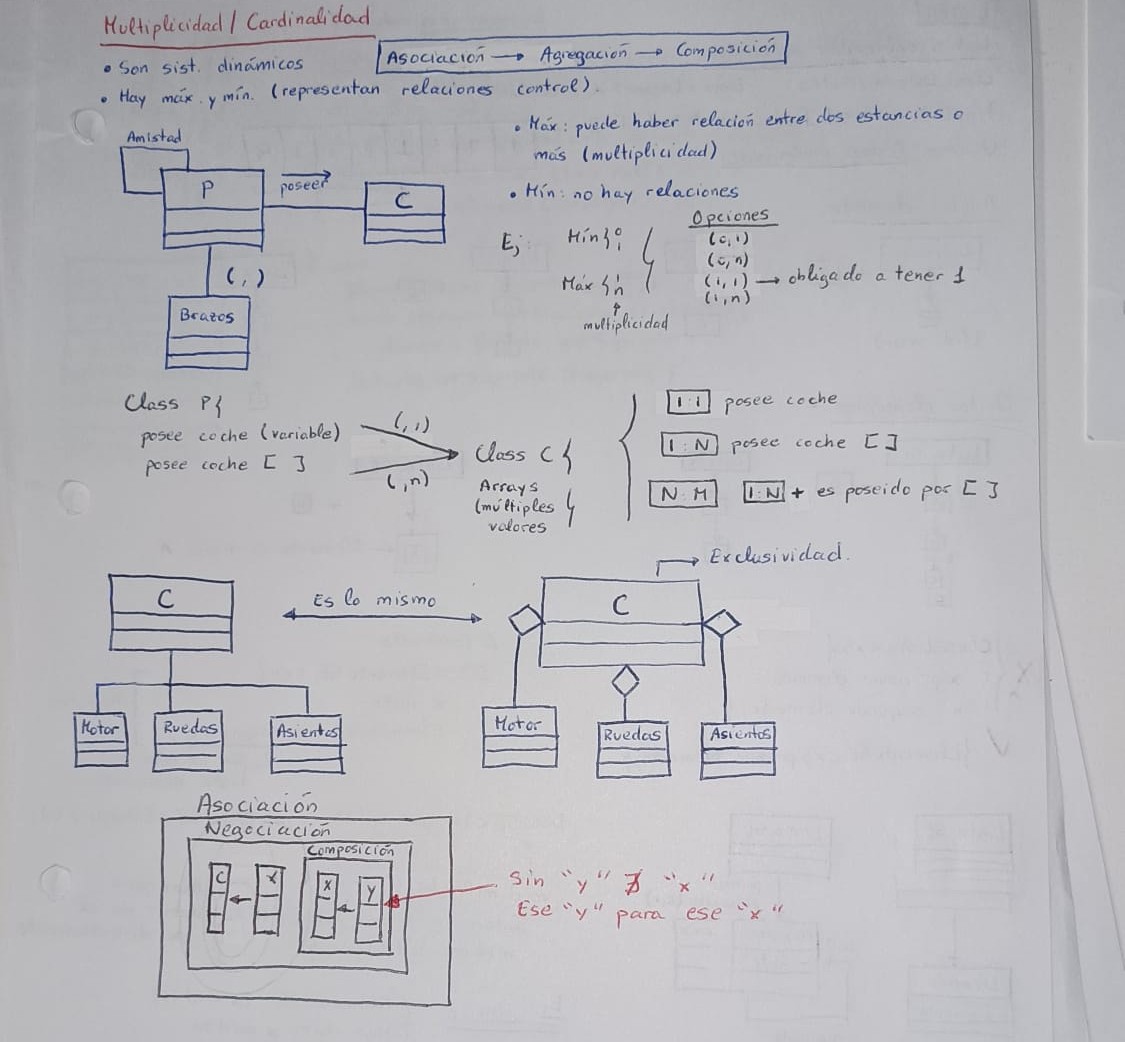 Multiplicidad / Cardinalidad
Asociación → Agregación → Composición
• Son sist. dinámicos
• Hay máx. y mín. (representan relaciones control).
• Máx: puede haber relación entre dos estancias o
más (multiplicidad)
• Mín: no hay relaciones
Amistad
P
poseer
C
( , )
Brazos
Ej
Mín } 0 1
Máx { 1 n
multiplicidad
Opciones
(0,1)
(0,n)
(1,1) → obligado a tener 1
(1,n)
Class P{
posee coche (variable)
posee coche [ ]
( ,1)
( ,n)
Class C {
Arrays
(múltiples
valores
}
1:1 posee coche
1:N posee coche [ ]
N:M 1:N + es poseido por [ ]
C
Motor
Ruedas
Asientos
Es lo mismo
Exclusividad.
C
Motor
Ruedas
Asientos
Asociación
Negociación
Composición
C ← X
X ← Y
Sin "y" ∄ "x"
Ese "y" para ese "x"